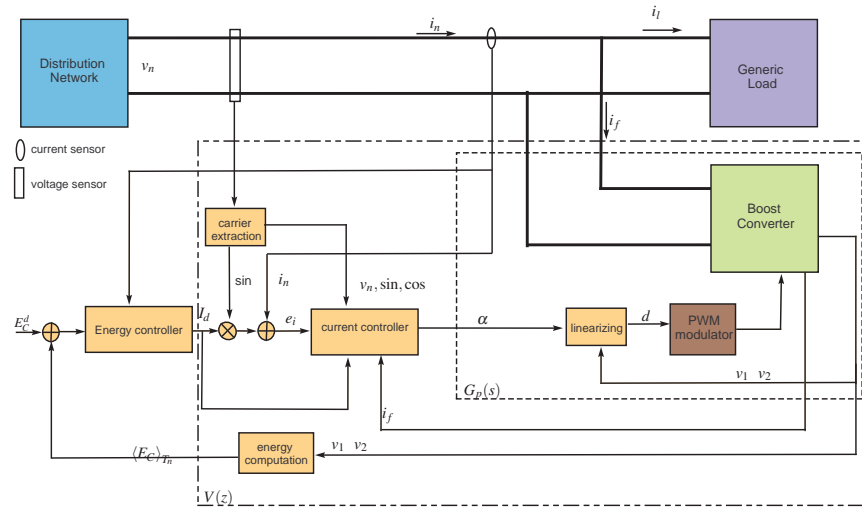 i_n
i_l
Distribution
Network
v_n
Generic
Load
i_f
current sensor
voltage sensor
Boost
Converter
carrier
extraction
sin
i_n
v_n, sin, cos
E_C^d
Energy controller
I_d
e_i
current controller
α
linearizing
d
PWM
modulator
v_1 v_2
G_p(s)
i_f
energy
computation
v_1 v_2
⟨E_C⟩_{T_n}
V(z)